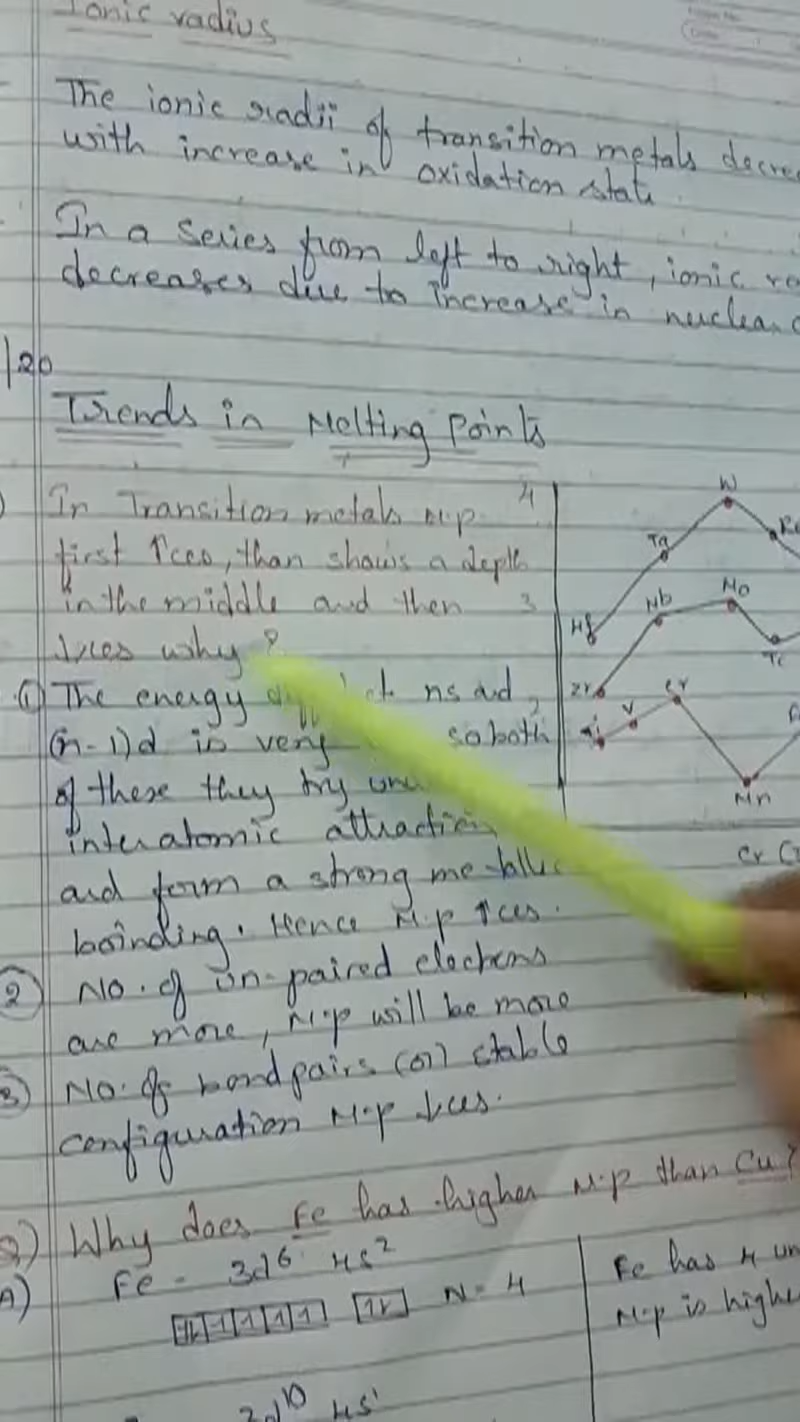 Ionic radius
The ionic radii of transition metals decre
with increase in oxidation state
In a series from left to right, ionic ra
decreases due to increase in nuclear c
120
Trends in Melting Points
In Transition metals M.p
first ↑ces, than shows a depth
in the middle and then
↓ces why?
① The energy ns and
(n-1)d is very so both
of these they try
interatomic attraction
and form a strong metallic
boinding. Hence M.p ↑ces.
② No. of un-paired electrons
are more, M.p will be more
③ No. of bond pairs (or) stable
configuration M.p ↓ces.
4
3
2
W
Ta
Re
Hf
Nb
Mo
Tc
Zr
Cr
V
Ti
Mn
Cr
Q) Why does Fe has higher M.p than Cu?
A) Fe - 3d6 4s2
N= 4
Fe has 4 un
M.p is highe
3d10 4s1